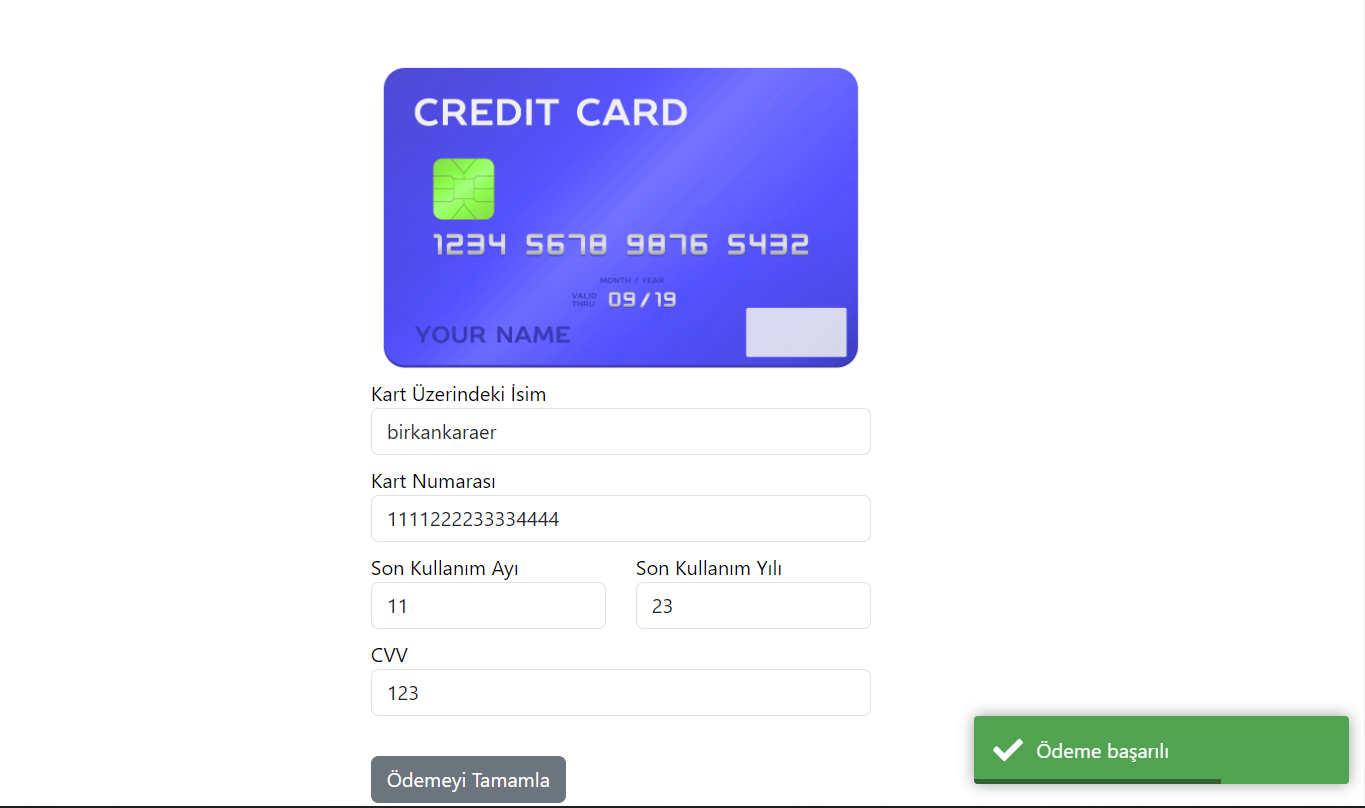 CREDIT CARD
1234 5678 9876 5432
MONTH / YEAR
VALID THRU 09/19
YOUR NAME
Kart Üzerindeki İsim
birkankaraer
Kart Numarası
1111222233334444
Son Kullanım Ayı Son Kullanım Yılı
11 23
CVV
123
Ödeme başarılı
Ödemeyi Tamamla